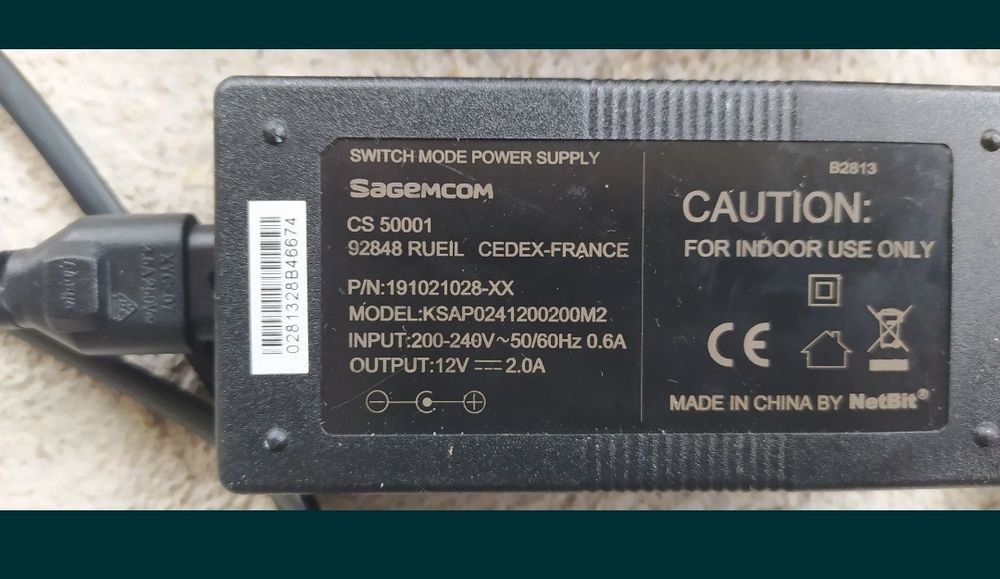 SWITCH MODE POWER SUPPLY
SAGEMCOM
CS 50001
92848 RUEIL CEDEX-FRANCE
P/N:191021028-XX
MODEL:KSAP0241200200M2
INPUT:200-240V~50/60Hz 0.6A
OUTPUT:12V⎓2.0A
B2813
CAUTION:
FOR INDOOR USE ONLY
CE
MADE IN CHINA BY NetBit®
0281328B46674